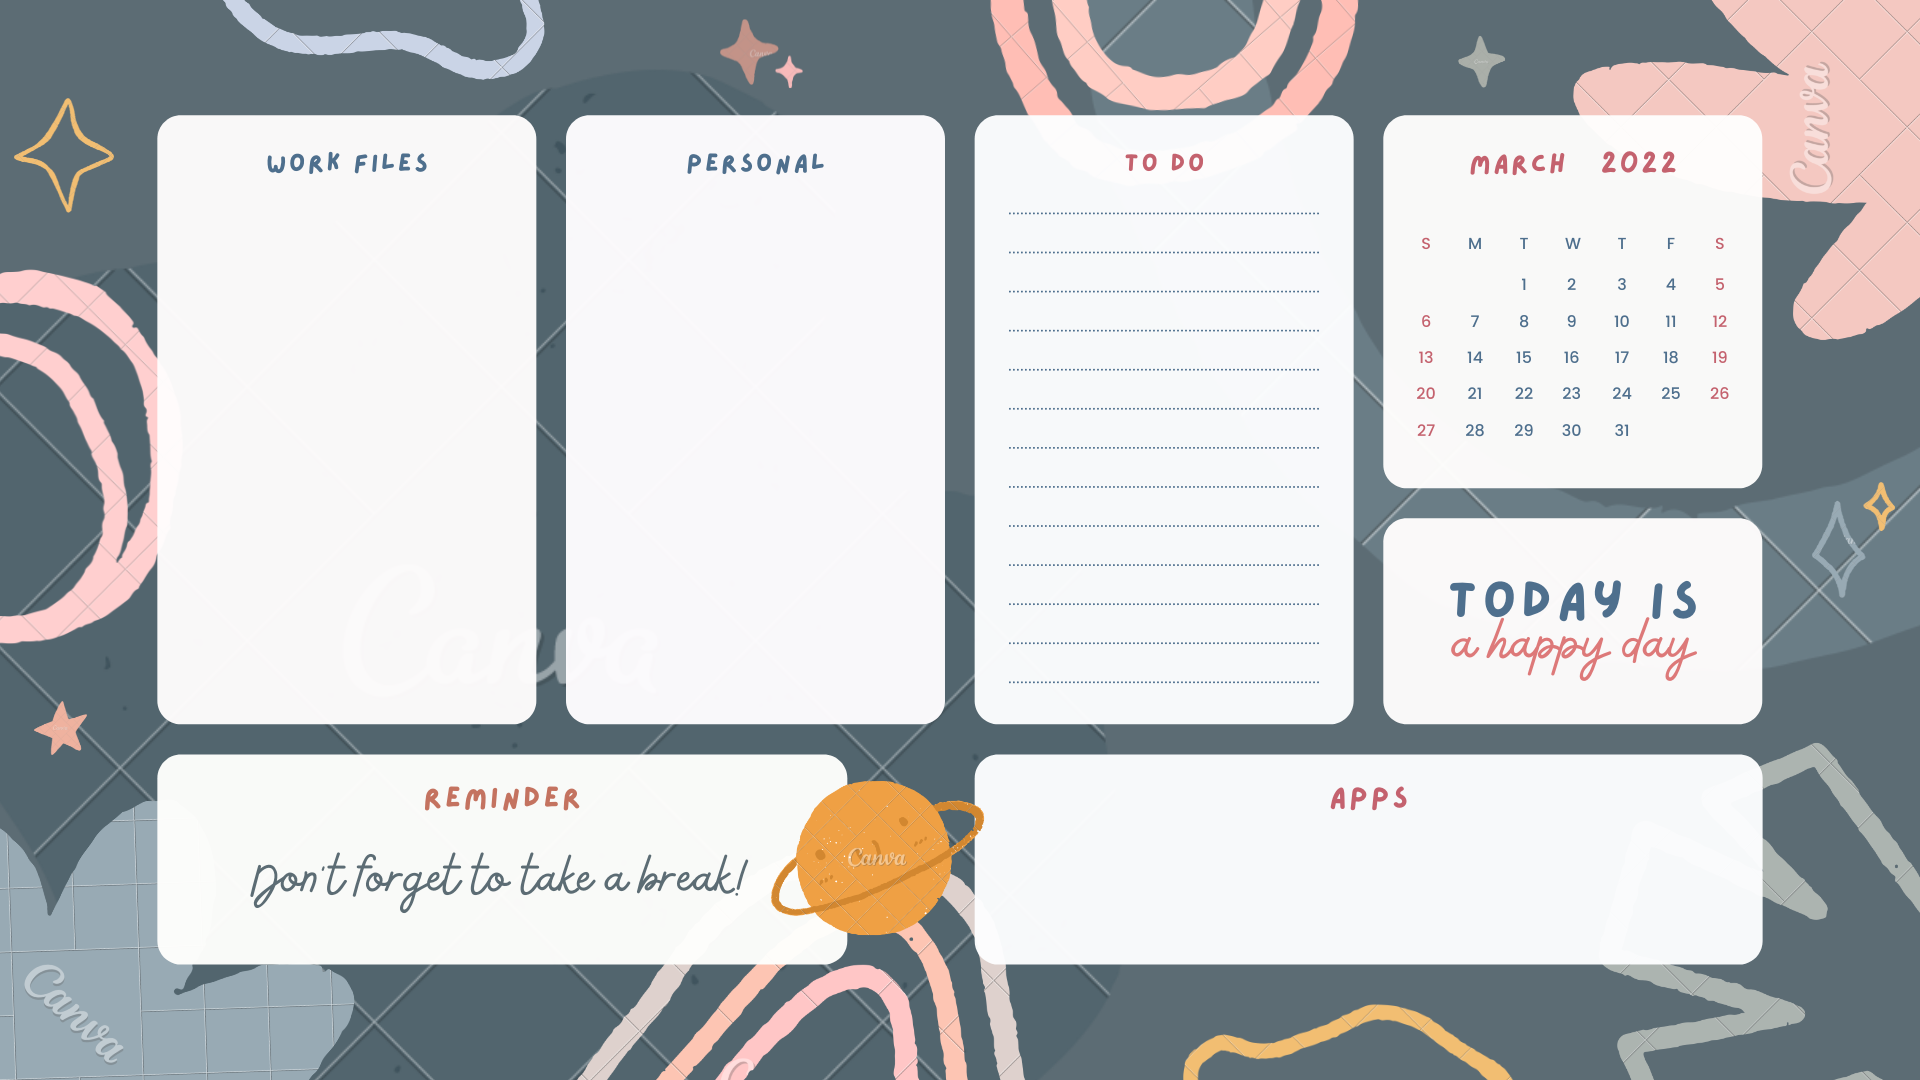 WORK FILES
PERSONAL
TO DO
MARCH 2022
S M T W T F S
1 2 3 4 5
6 7 8 9 10 11 12
13 14 15 16 17 18 19
20 21 22 23 24 25 26
27 28 29 30 31
TODAY IS
a happy day
REMINDER
Don't forget to take a break!
APPS
Canva
Canva
Canva
Canva